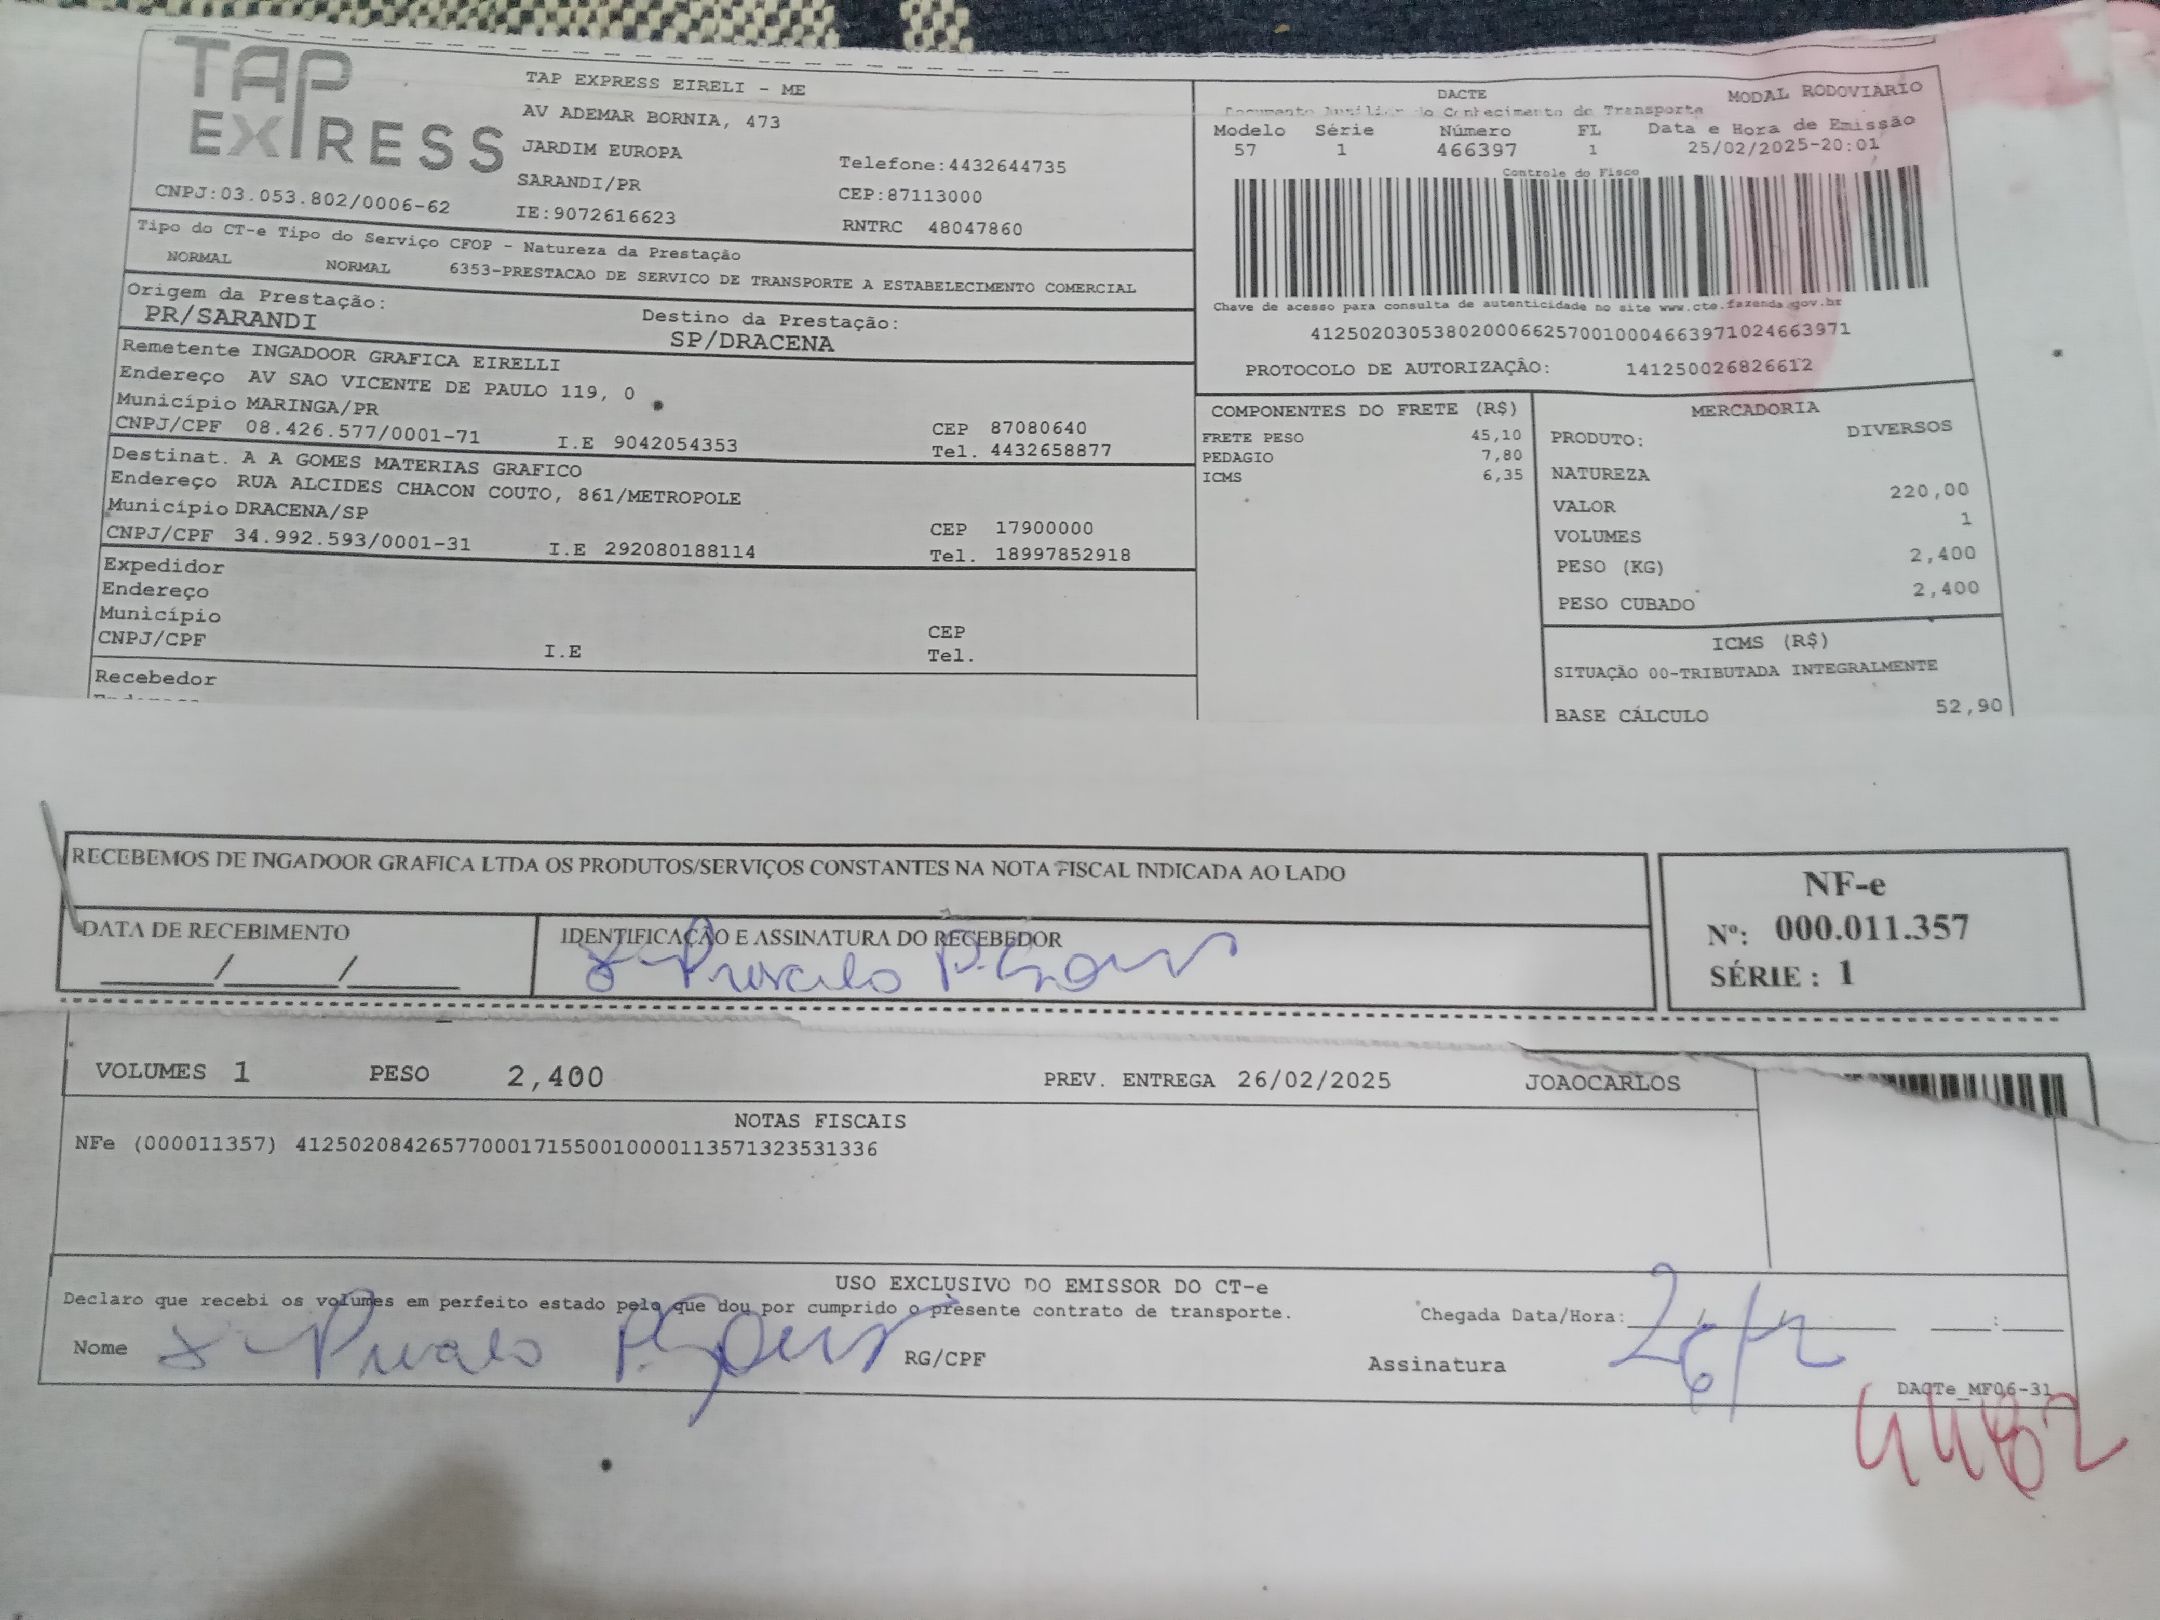 TAP EXPRESS
TAP EXPRESS EIRELI - ME
AV ADEMAR BORNIA, 473
JARDIM EUROPA
Telefone:4432644735
SARANDI/PR
CEP:87113000
CNPJ:03.053.802/0006-62
IE:9072616623
RNTRC 48047860
DACTE
MODAL RODOVIÁRIO
Documento Auxiliar do Conhecimento de Transporte
Modelo Série Número FL Data e Hora de Emissão
57 1 466397 1 25/02/2025-20:01
Controle do Fisco
Chave de acesso para consulta de autenticidade no site www.cte.fazenda.gov.br
41250203053802000662570010004663971024663971
PROTOCOLO DE AUTORIZAÇÃO: 141250026826612
Tipo do CT-e Tipo do Serviço CFOP - Natureza da Prestação
NORMAL NORMAL 6353-PRESTACAO DE SERVICO DE TRANSPORTE A ESTABELECIMENTO COMERCIAL
Origem da Prestação:
PR/SARANDI
Destino da Prestação:
SP/DRACENA
Remetente INGADOOR GRAFICA EIRELLI
Endereço AV SAO VICENTE DE PAULO 119, 0
Município MARINGA/PR
CEP 87080640
CNPJ/CPF 08.426.577/0001-71 I.E 9042054353 Tel. 4432658877
Destinat. A A GOMES MATERIAS GRAFICO
Endereço RUA ALCIDES CHACON COUTO, 861/METROPOLE
Município DRACENA/SP
CEP 17900000
CNPJ/CPF 34.992.593/0001-31 I.E 292080188114 Tel. 18997852918
Expedidor
Endereço
Município
CEP
CNPJ/CPF I.E Tel.
Recebedor
COMPONENTES DO FRETE (R$)
FRETE PESO 45,10
PEDAGIO 7,80
ICMS 6,35
MERCADORIA
PRODUTO: DIVERSOS
NATUREZA
VALOR 220,00
VOLUMES 1
PESO (KG) 2,400
PESO CUBADO 2,400
ICMS (R$)
SITUAÇÃO 00-TRIBUTADA INTEGRALMENTE
BASE CÁLCULO 52,90
RECEBEMOS DE INGADOOR GRAFICA LTDA OS PRODUTOS/SERVIÇOS CONSTANTES NA NOTA FISCAL INDICADA AO LADO
DATA DE RECEBIMENTO
____/____/____
IDENTIFICAÇÃO E ASSINATURA DO RECEBEDOR
NF-e
Nº: 000.011.357
SÉRIE : 1
VOLUMES 1 PESO 2,400 PREV. ENTREGA 26/02/2025 JOAOCARLOS
NOTAS FISCAIS
NFe (000011357) 41250208426577000171550010000113571323531336
USO EXCLUSIVO DO EMISSOR DO CT-e
Declaro que recebi os volumes em perfeito estado pelo que dou por cumprido o presente contrato de transporte.
Chegada Data/Hora: 26/2
Nome RG/CPF Assinatura
DACTe_MF06-31